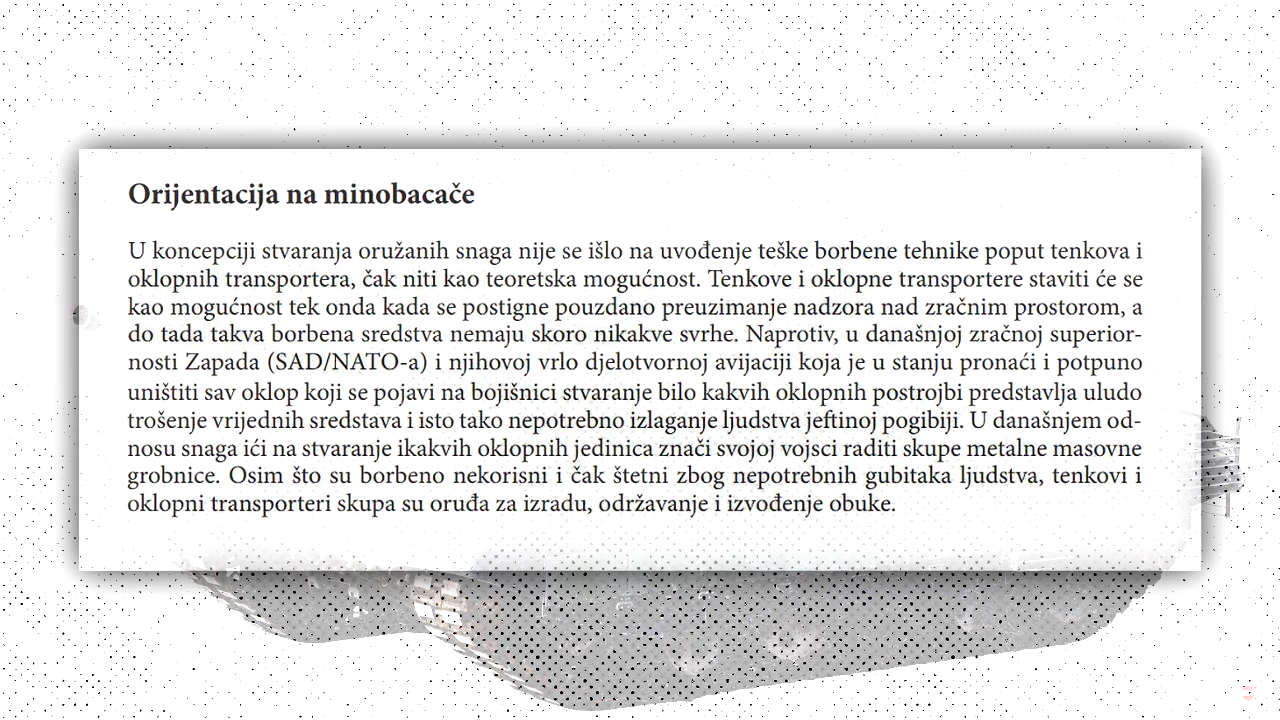 Orijentacija na minobacače
U koncepciji stvaranja oružanih snaga nije se išlo na uvođenje teške borbene tehnike poput tenkova i
oklopnih transportera, čak niti kao teoretska mogućnost. Tenkove i oklopne transportere staviti će se
kao mogućnost tek onda kada se postigne pouzdano preuzimanje nadzora nad zračnim prostorom, a
do tada takva borbena sredstva nemaju skoro nikakve svrhe. Naprotiv, u današnjoj zračnoj superior-
nosti Zapada (SAD/NATO-a) i njihovoj vrlo djelotvornoj avijaciji koja je u stanju pronaći i potpuno
uništiti sav oklop koji se pojavi na bojišnici stvaranje bilo kakvih oklopnih postrojbi predstavlja uludo
trošenje vrijednih sredstava i isto tako nepotrebno izlaganje ljudstva jeftinoj pogibiji. U današnjem od-
nosu snaga ići na stvaranje ikakvih oklopnih jedinica znači svojoj vojsci raditi skupe metalne masovne
grobnice. Osim što su borbeno nekorisni i čak štetni zbog nepotrebnih gubitaka ljudstva, tenkovi i
oklopni transporteri skupa su oruđa za izradu, održavanje i izvođenje obuke.